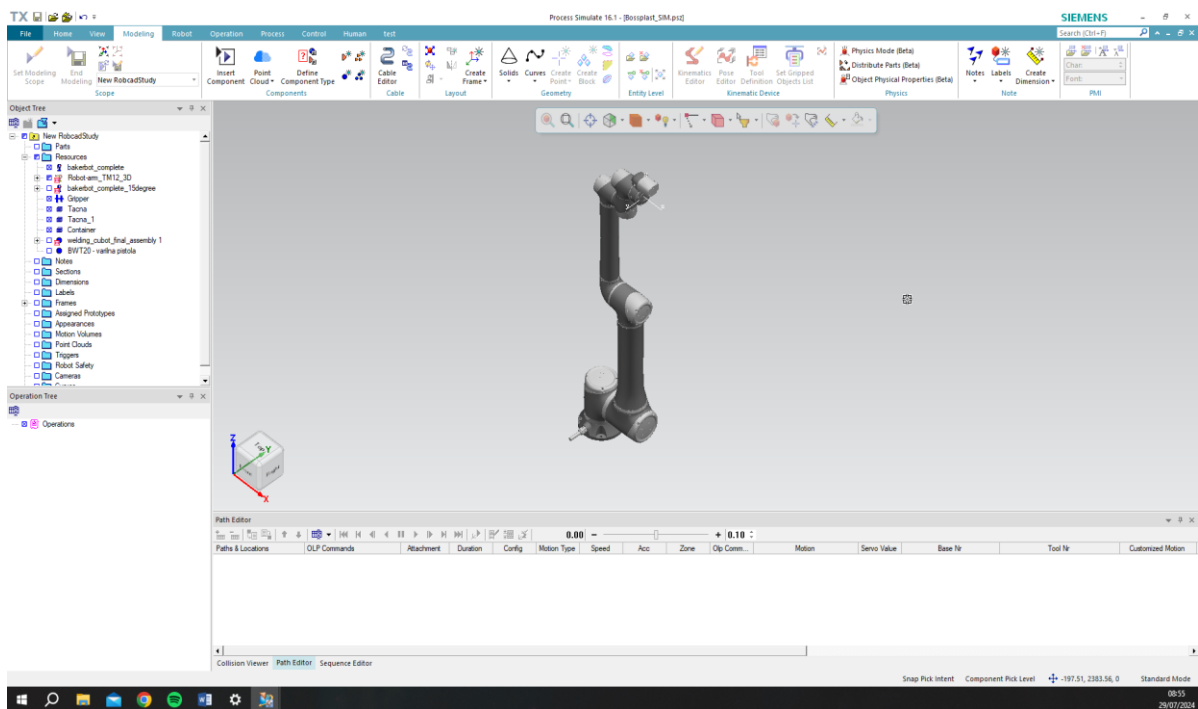 TX
Process Simulate 16.1 - [Bossplast_SIM.psz]
SIEMENS
File Home View Modeling Robot Operation Process Control Human test
Search (Ctrl+F)
Set Modeling Scope
End Modeling
New RobcadStudy
Scope
Insert Component
Point Cloud
Define Component Type
Components
Cable Editor
Cable
Create Frame
Layout
Solids
Curves
Create Point
Create Block
Geometry
Entity Level
Kinematics Editor
Pose Editor
Tool Definition
Set Gripped Objects List
Kinematic Device
Physics Mode (Beta)
Distribute Parts (Beta)
Object Physical Properties (Beta)
Physics
Notes
Labels
Create Dimension
Note
Char:
Font:
PMI
Object Tree
New RobcadStudy
Parts
Resources
bakerbot_complete
Robot-arm_TM12_3D
bakerbot_complete_15degree
Gripper
Tacna
Tacna_1
Container
welding_cubot_final_assembly 1
BWT20 - varilna pistola
Notes
Sections
Dimensions
Labels
Frames
Assigned Prototypes
Appearances
Motion Volumes
Point Clouds
Triggers
Robot Safety
Cameras
Operation Tree
Operations
Z
Y
X
Top
Right
Path Editor
0.00
0.10
Paths & Locations OLP Commands Attachment Duration Config Motion Type Speed Acc Zone Olp Comm... Motion Servo Value Base Nr Tool Nr Customized Motion
Collision Viewer Path Editor Sequence Editor
Snap Pick Intent Component Pick Level -197.51, 2383.56, 0 Standard Mode
08:55
29/07/2024